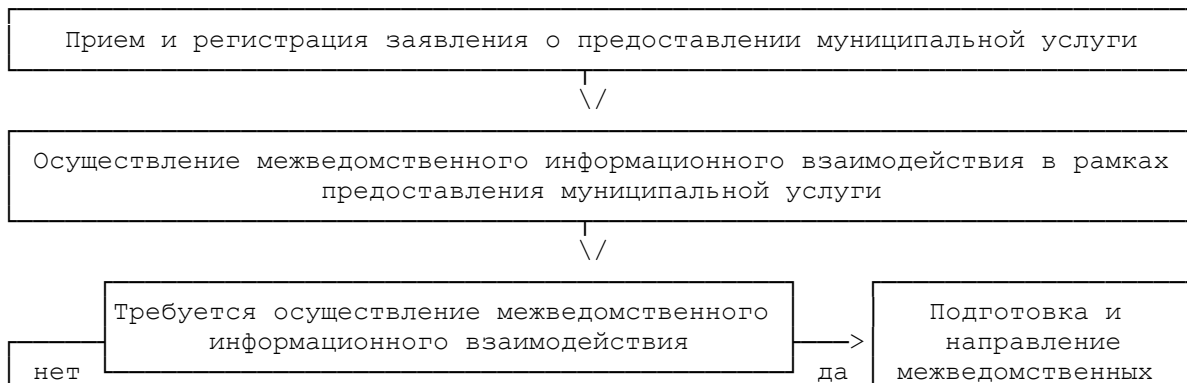 Прием и регистрация заявления о предоставлении муниципальной услуги
\/
Осуществление межведомственного информационного взаимодействия в рамках
предоставления муниципальной услуги
\/
Требуется осуществление межведомственного
информационного взаимодействия
нет
да
>
Подготовка и
направление
межведомственных